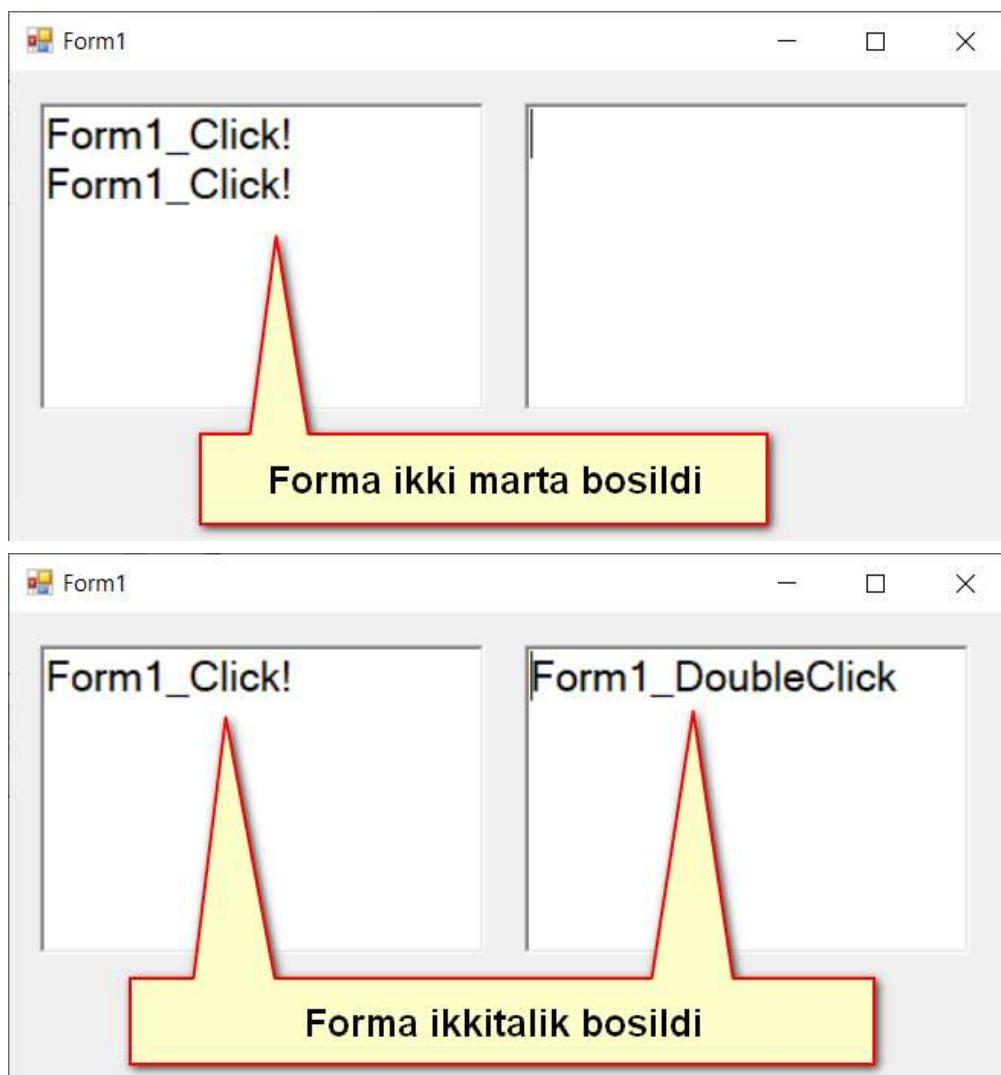 Form1
Form1_Click!
Form1_Click!
Forma ikki marta bosildi
Form1
Form1_Click!
Form1_DoubleClick
Forma ikkitalik bosildi